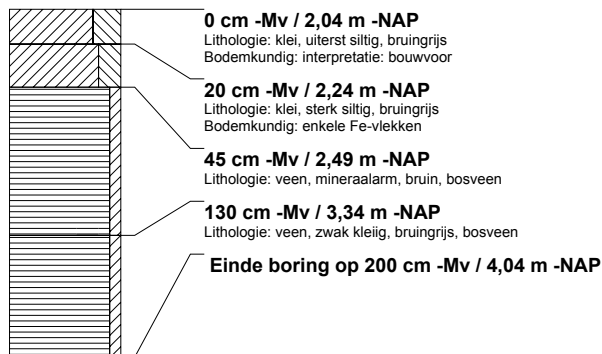 0 cm -Mv / 2,04 m -NAP
Lithologie: klei, uiterst siltig, bruingrijs
Bodemkundig: interpretatie: bouwvoor
20 cm -Mv / 2,24 m -NAP
Lithologie: klei, sterk siltig, bruingrijs
Bodemkundig: enkele Fe-vlekken
45 cm -Mv / 2,49 m -NAP
Lithologie: veen, mineraalarm, bruin, bosveen
130 cm -Mv / 3,34 m -NAP
Lithologie: veen, zwak kleiig, bruingrijs, bosveen
Einde boring op 200 cm -Mv / 4,04 m -NAP